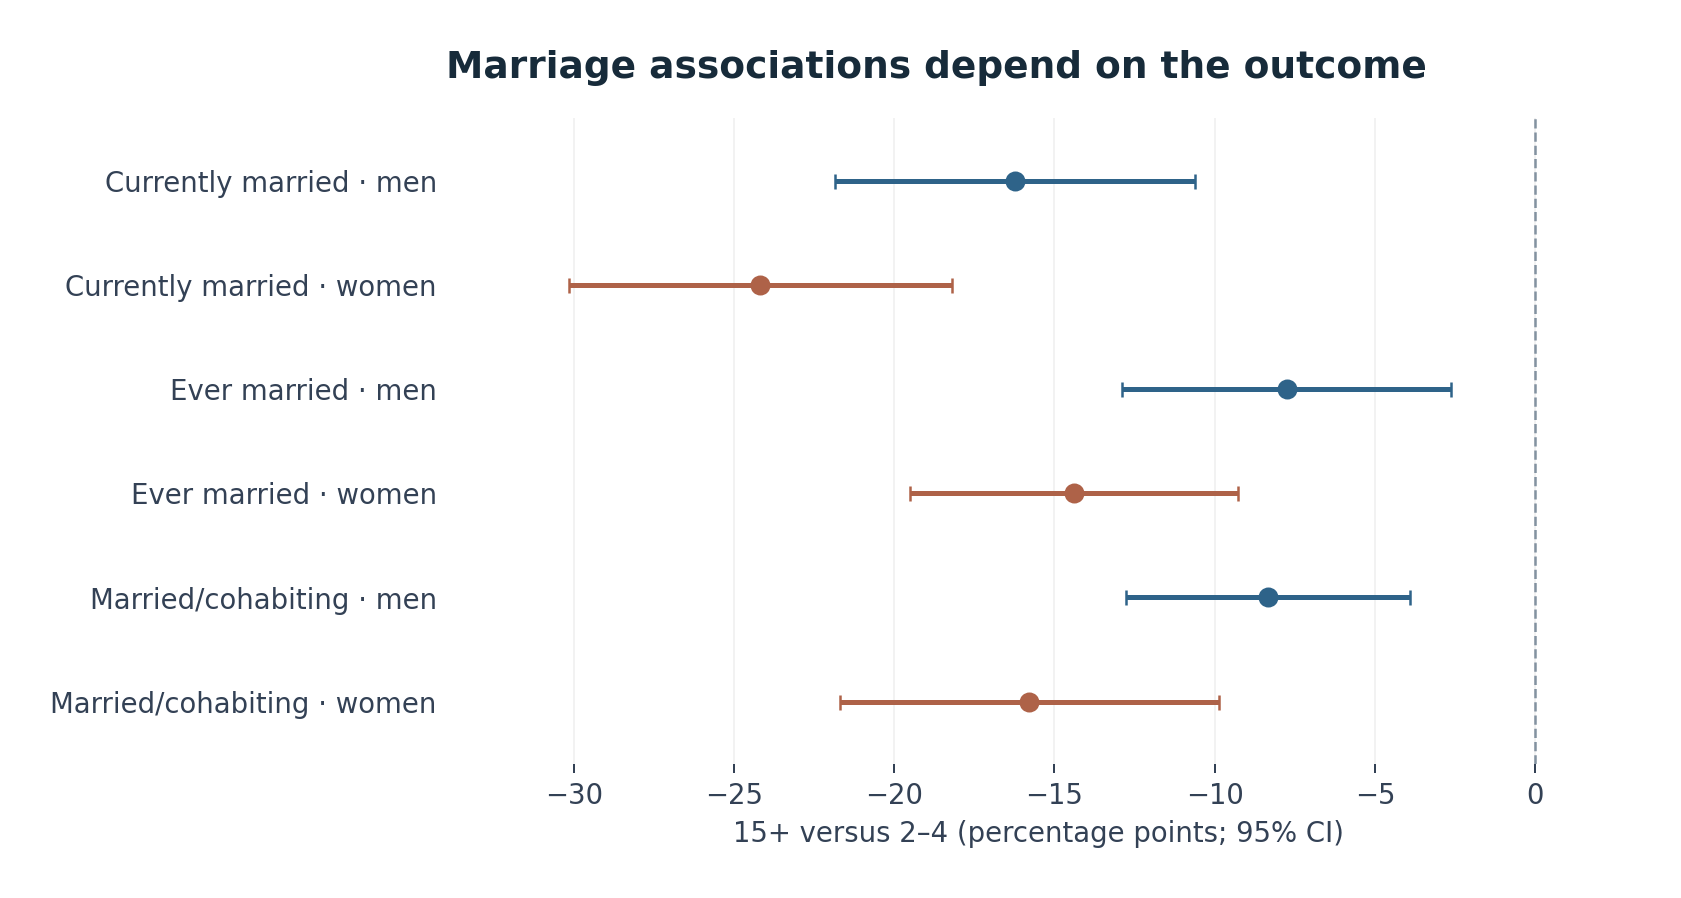 Marriage associations depend on the outcome
Currently married · men
Currently married · women
Ever married · men
Ever married · women
Married/cohabiting · men
Married/cohabiting · women
−30 −25 −20 −15 −10 −5 0
15+ versus 2–4 (percentage points; 95% CI)